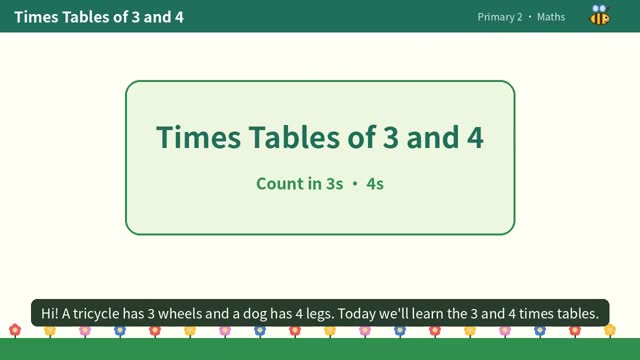 Times Tables of 3 and 4
Primary 2 · Maths
Times Tables of 3 and 4
Count in 3s · 4s
Hi! A tricycle has 3 wheels and a dog has 4 legs. Today we'll learn the 3 and 4 times tables.